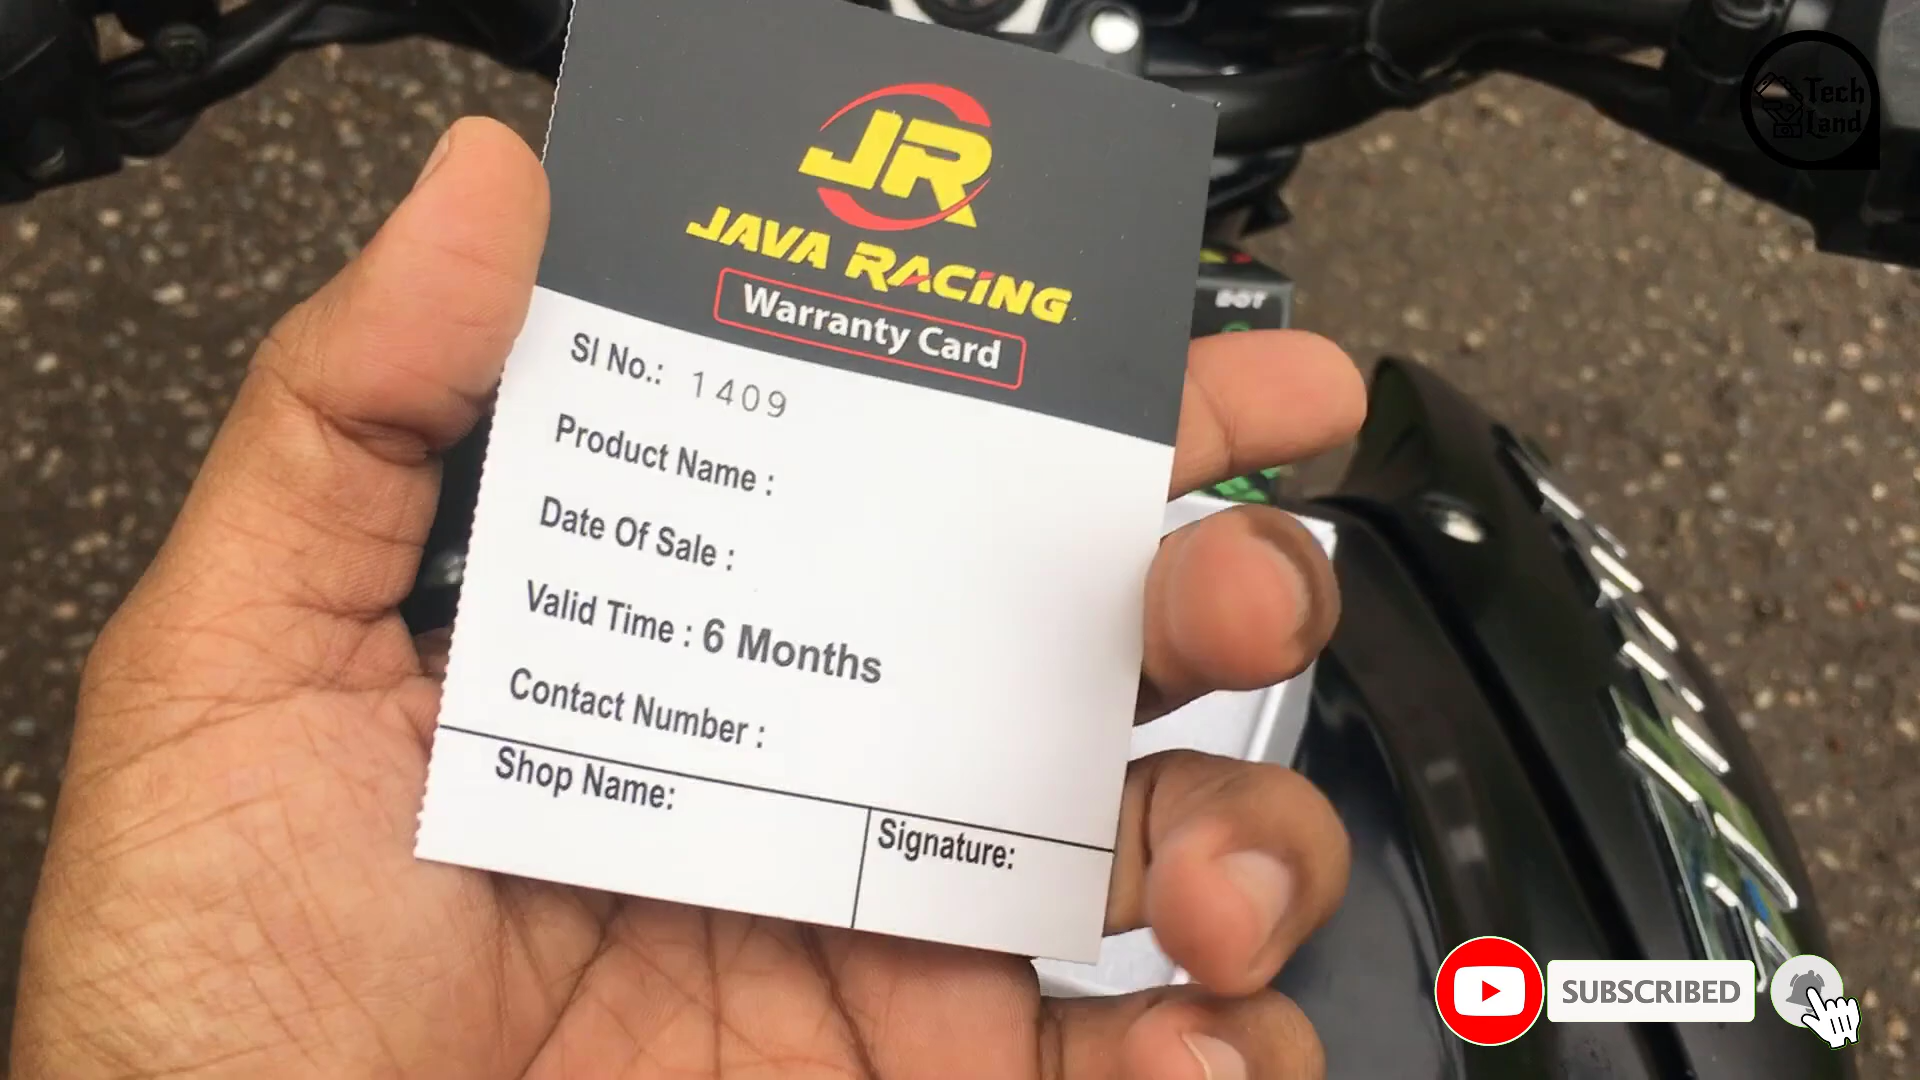 Tech
Land
JR
JAVA RACING
Warranty Card
Sl No.: 1409
Product Name :
Date Of Sale :
Valid Time : 6 Months
Contact Number :
Shop Name:
Signature:
DOT
SUBSCRIBED